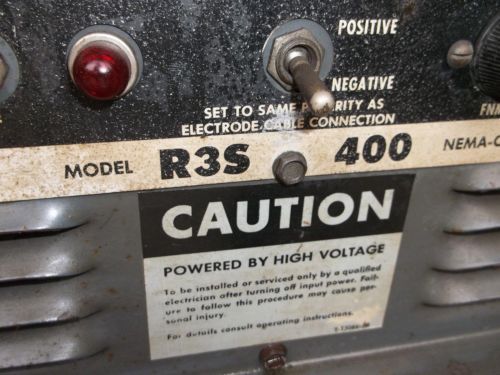 POSITIVE
NEGATIVE
SET TO SAME POLARITY AS
ELECTRODE CABLE CONNECTION
MODEL R3S 400 NEMA-C
CAUTION
POWERED BY HIGH VOLTAGE
To be installed or serviced only by a qualified
electrician after turning off input power. Fail-
ure to follow this procedure may cause per-
sonal injury.
For details consult operating instructions.